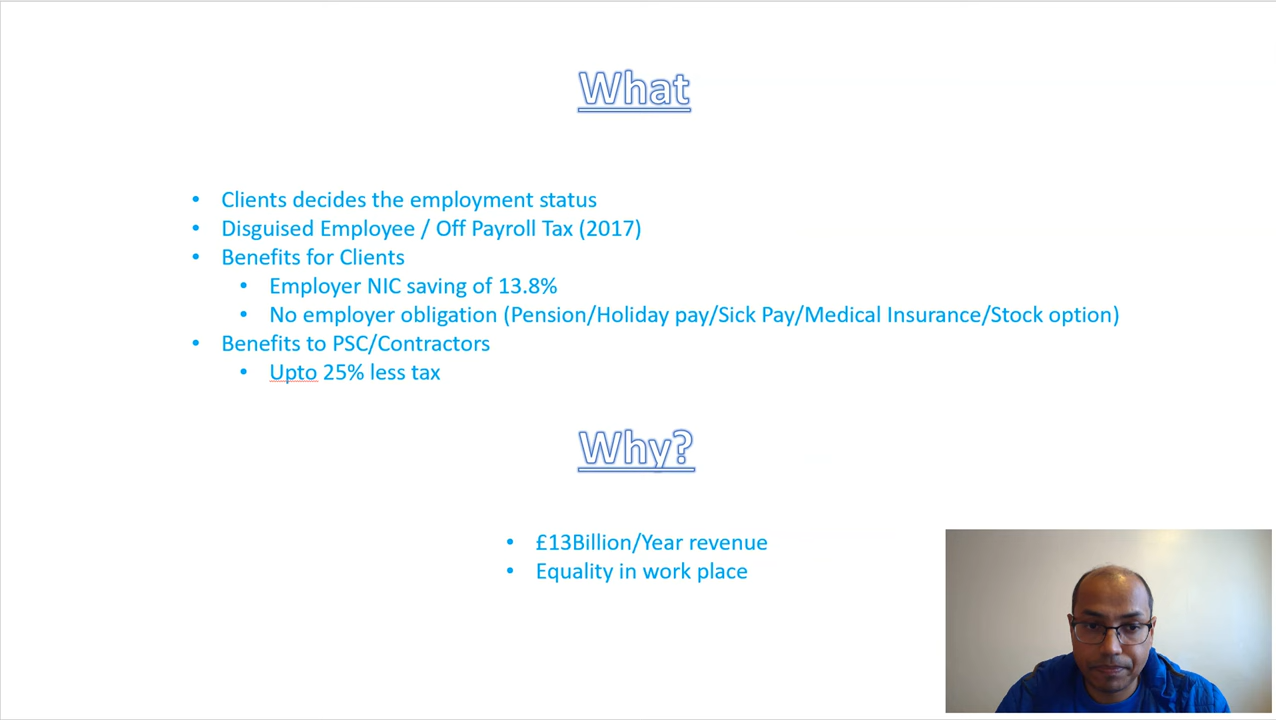 What
• Clients decides the employment status
• Disguised Employee / Off Payroll Tax (2017)
• Benefits for Clients
• Employer NIC saving of 13.8%
• No employer obligation (Pension/Holiday pay/Sick Pay/Medical Insurance/Stock option)
• Benefits to PSC/Contractors
• Upto 25% less tax
Why?
• £13Billion/Year revenue
• Equality in work place